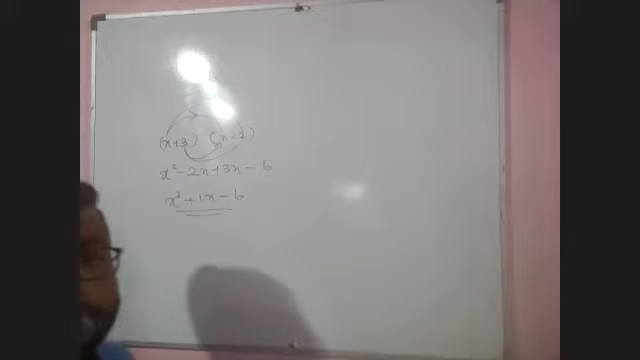 (x+3) (x-2)
x² - 2x + 3x - 6
x² + 1x - 6